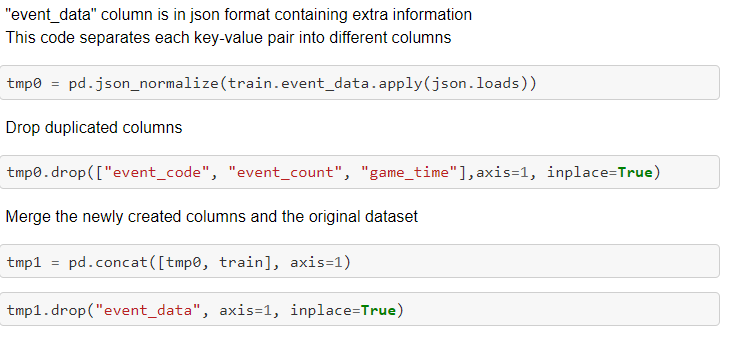 "event_data" column is in json format containing extra information
This code separates each key-value pair into different columns
tmp0 = pd.json_normalize(train.event_data.apply(json.loads))
Drop duplicated columns
tmp0.drop(["event_code", "event_count", "game_time"],axis=1, inplace=True)
Merge the newly created columns and the original dataset
tmp1 = pd.concat([tmp0, train], axis=1)
tmp1.drop("event_data", axis=1, inplace=True)